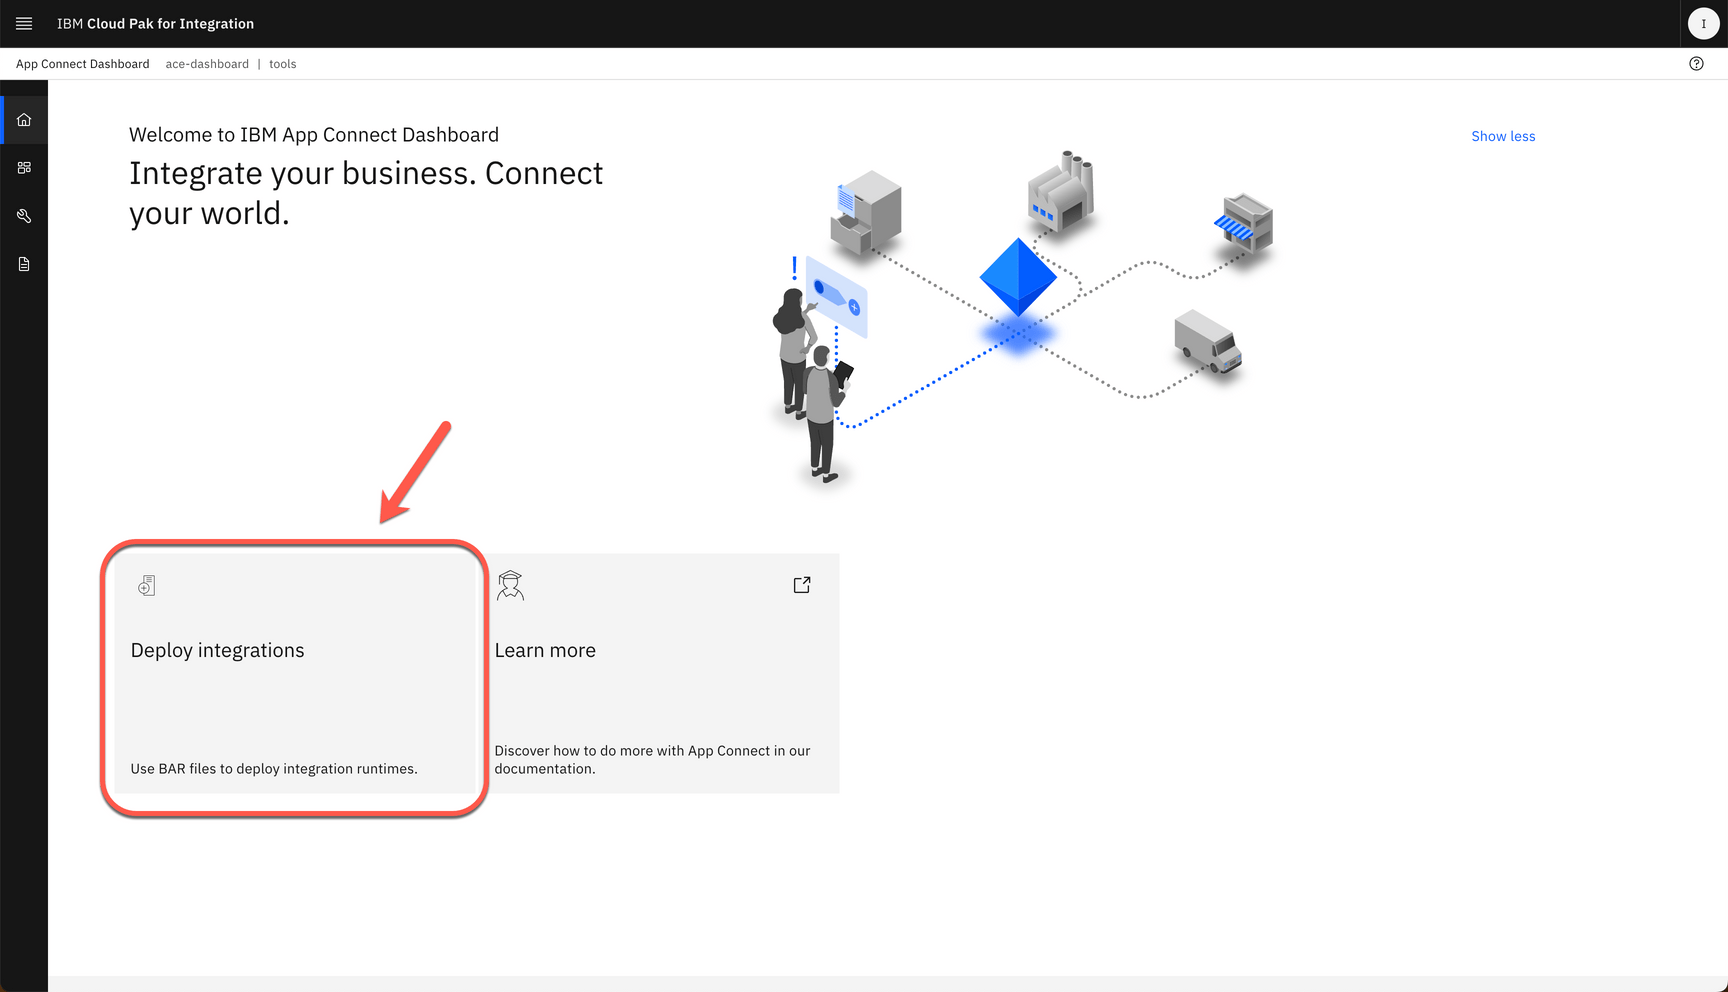 IBM Cloud Pak for Integration
I
App Connect Dashboard ace-dashboard | tools
Welcome to IBM App Connect Dashboard
Show less
Integrate your business. Connect
your world.
Deploy integrations
Use BAR files to deploy integration runtimes.
Learn more
Discover how to do more with App Connect in our
documentation.